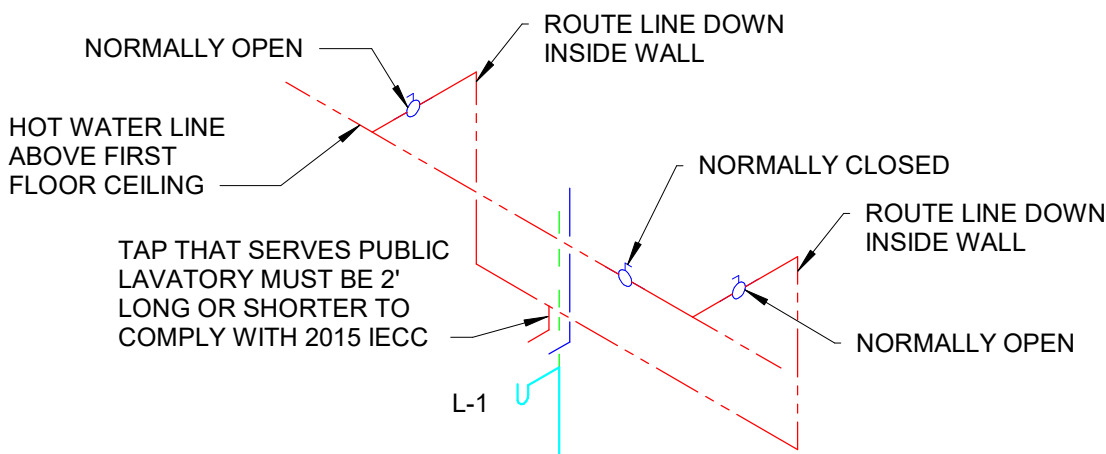 ROUTE LINE DOWN
INSIDE WALL
NORMALLY OPEN
HOT WATER LINE
ABOVE FIRST
FLOOR CEILING
NORMALLY CLOSED
ROUTE LINE DOWN
INSIDE WALL
TAP THAT SERVES PUBLIC
LAVATORY MUST BE 2'
LONG OR SHORTER TO
COMPLY WITH 2015 IECC
NORMALLY OPEN
L-1